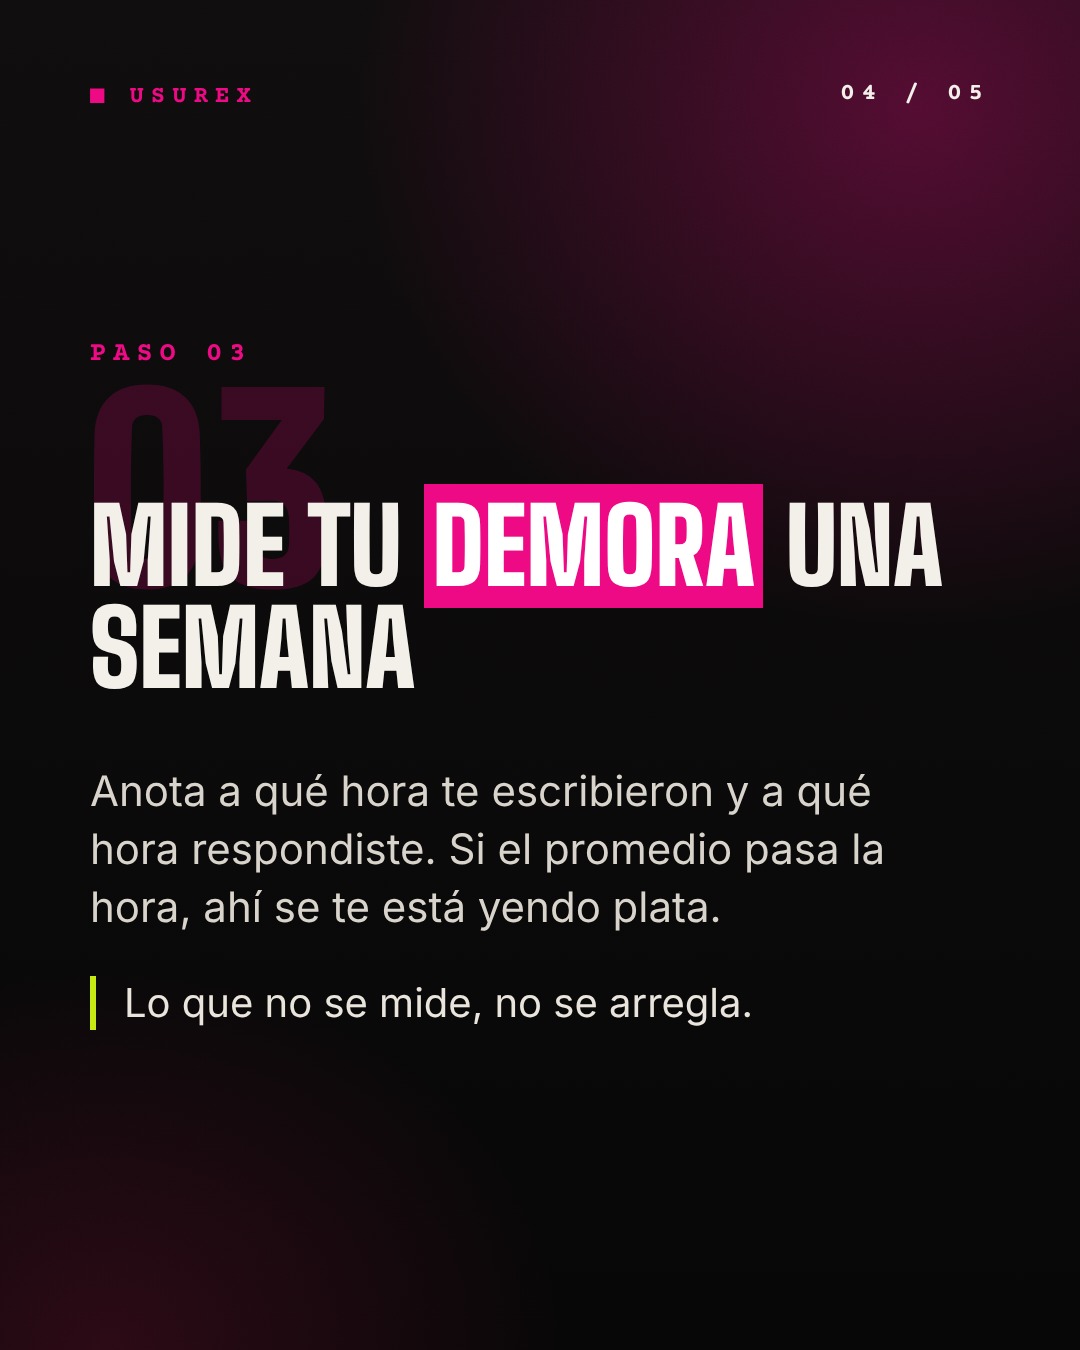 ■ USUREX
04 / 05
PASO 03
03
MIDE TU DEMORA UNA
SEMANA
Anota a qué hora te escribieron y a qué
hora respondiste. Si el promedio pasa la
hora, ahí se te está yendo plata.
Lo que no se mide, no se arregla.